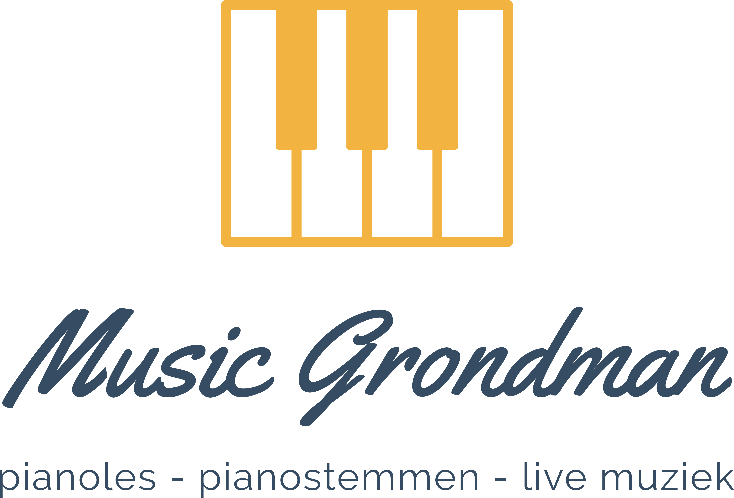 Music Grondman
pianoles - pianostemmen - live muziek